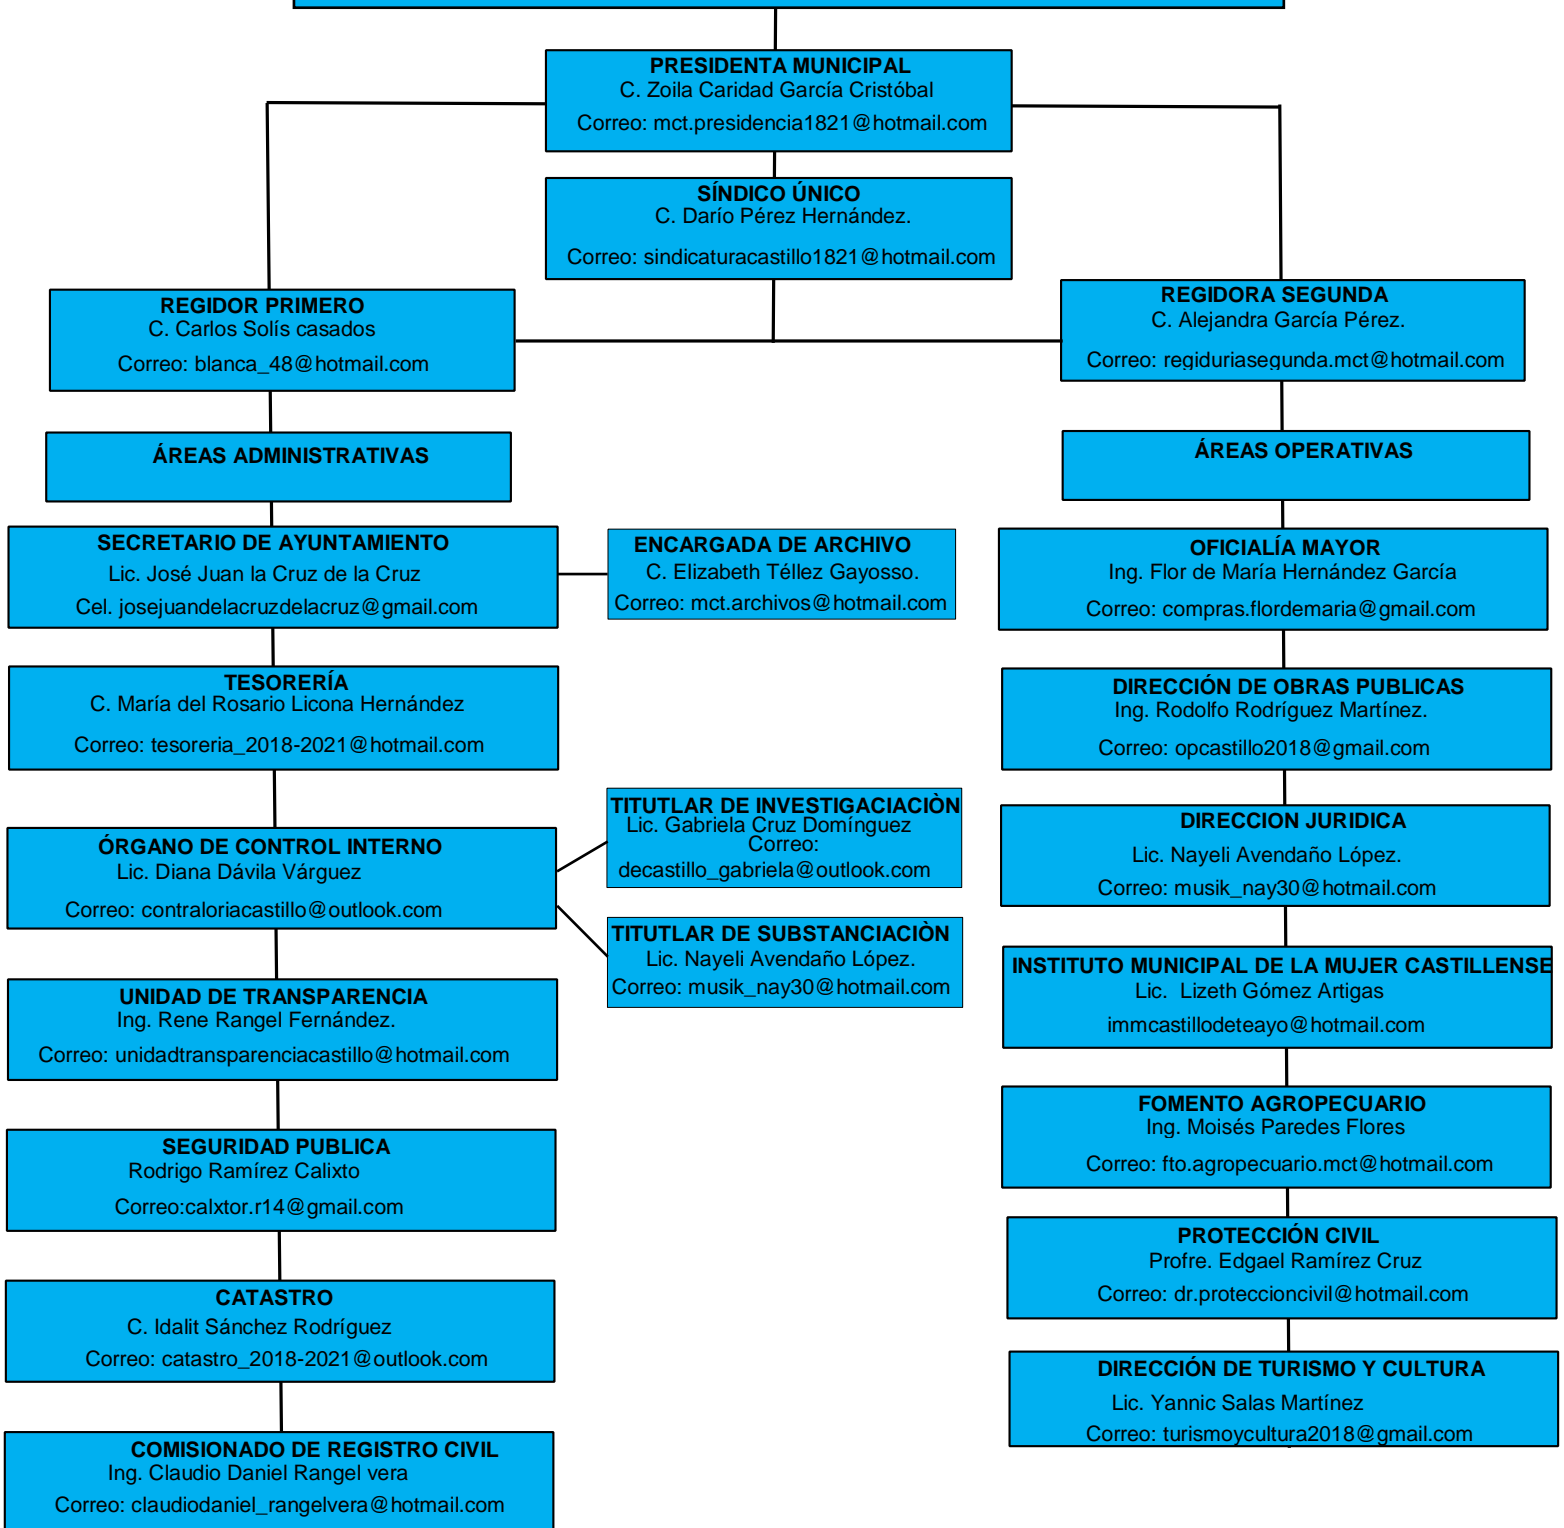 PRESIDENTA MUNICIPAL
C. Zoila Caridad García Cristóbal
Correo: mct.presidencia1821@hotmail.com
SÍNDICO ÚNICO
C. Darío Pérez Hernández.
Correo: sindicaturacastillo1821@hotmail.com
REGIDOR PRIMERO
C. Carlos Solís casados
Correo: blanca_48@hotmail.com
REGIDORA SEGUNDA
C. Alejandra García Pérez.
Correo: regiduriasegunda.mct@hotmail.com
ÁREAS ADMINISTRATIVAS
SECRETARIO DE AYUNTAMIENTO
Lic. José Juan la Cruz de la Cruz
Cel. josejuandelacruzdelacruz@gmail.com
ENCARGADA DE ARCHIVO
C. Elizabeth Téllez Gayosso.
Correo: mct.archivos@hotmail.com
TESORERÍA
C. María del Rosario Licona Hernández
Correo: tesoreria_2018-2021@hotmail.com
ÓRGANO DE CONTROL INTERNO
Lic. Diana Dávila Várguez
Correo: contraloriacastillo@outlook.com
TITUTLAR DE INVESTIGACIACIÒN
Lic. Gabriela Cruz Domínguez
Correo:
decastillo_gabriela@outlook.com
TITUTLAR DE SUBSTANCIACIÒN
Lic. Nayeli Avendaño López.
Correo: musik_nay30@hotmail.com
UNIDAD DE TRANSPARENCIA
Ing. Rene Rangel Fernández.
Correo: unidadtransparenciacastillo@hotmail.com
SEGURIDAD PUBLICA
Rodrigo Ramírez Calixto
Correo:calxtor.r14@gmail.com
CATASTRO
C. Idalit Sánchez Rodríguez
Correo: catastro_2018-2021@outlook.com
COMISIONADO DE REGISTRO CIVIL
Ing. Claudio Daniel Rangel vera
Correo: claudiodaniel_rangelvera@hotmail.com
ÁREAS OPERATIVAS
OFICIALÍA MAYOR
Ing. Flor de María Hernández García
Correo: compras.flordemaria@gmail.com
DIRECCIÓN DE OBRAS PUBLICAS
Ing. Rodolfo Rodríguez Martínez.
Correo: opcastillo2018@gmail.com
DIRECCION JURIDICA
Lic. Nayeli Avendaño López.
Correo: musik_nay30@hotmail.com
INSTITUTO MUNICIPAL DE LA MUJER CASTILLENSE
Lic. Lizeth Gómez Artigas
immcastillodeteayo@hotmail.com
FOMENTO AGROPECUARIO
Ing. Moisés Paredes Flores
Correo: fto.agropecuario.mct@hotmail.com
PROTECCIÓN CIVIL
Profre. Edgael Ramírez Cruz
Correo: dr.proteccioncivil@hotmail.com
DIRECCIÓN DE TURISMO Y CULTURA
Lic. Yannic Salas Martínez
Correo: turismoycultura2018@gmail.com